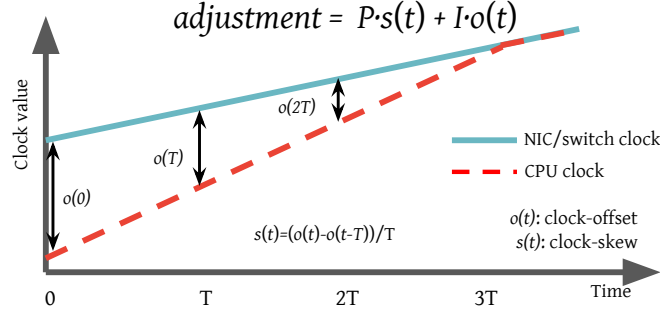 adjustment = P·s(t) + I·o(t)
Clock value
o(0)
o(T)
o(2T)
NIC/switch clock
CPU clock
s(t)=(o(t)-o(t-T))/T
o(t): clock-offset
s(t): clock-skew
0 T 2T 3T Time